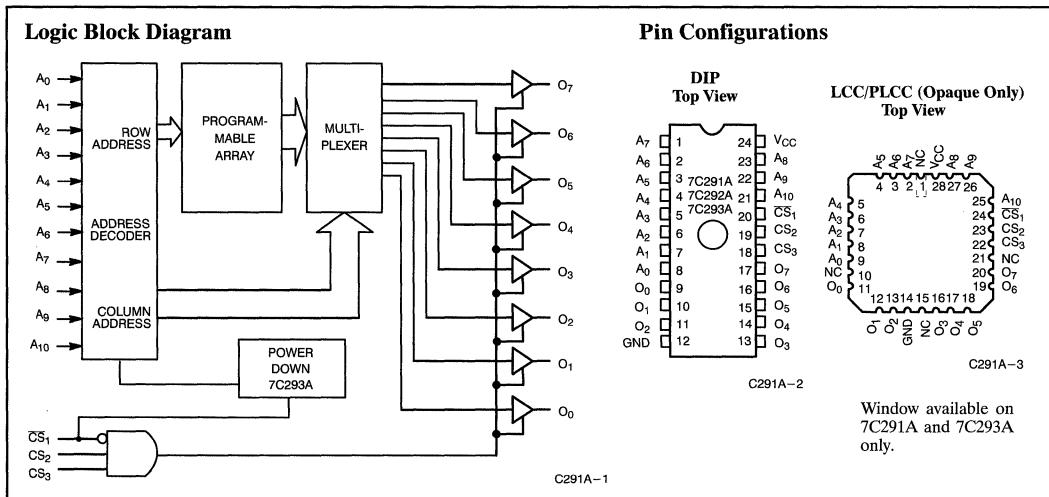 Logic Block Diagram
A0
A1
A2
A3
A4
A5
A6
A7
A8
A9
A10
ROW
ADDRESS
ADDRESS
DECODER
COLUMN
ADDRESS
PROGRAM-
MABLE
ARRAY
MULTI-
PLEXER
POWER
DOWN
7C293A
CS1
CS2
CS3
O7
O6
O5
O4
O3
O2
O1
O0
C291A–1
Pin Configurations
DIP
Top View
A7 1 24 VCC
A6 2 23 A8
A5 3 22 A9
A4 4 21 A10
A3 5 20 CS1
A2 6 19 CS2
A1 7 18 CS3
A0 8 17 O7
O0 9 16 O6
O1 10 15 O5
O2 11 14 O4
GND 12 13 O3
7C291A
7C292A
7C293A
C291A–2
LCC/PLCC (Opaque Only)
Top View
A5 A6 A7 NC VCC A8 A9
4 3 2 1 28 27 26
A4 5 25 A10
A3 6 24 CS1
A2 7 23 CS2
A1 8 22 CS3
A0 9 21 NC
NC 10 20 O7
O0 11 19 O6
12 13 14 15 16 17 18
O1 O2 GND NC O3 O4 O5
C291A–3
Window available on
7C291A and 7C293A
only.